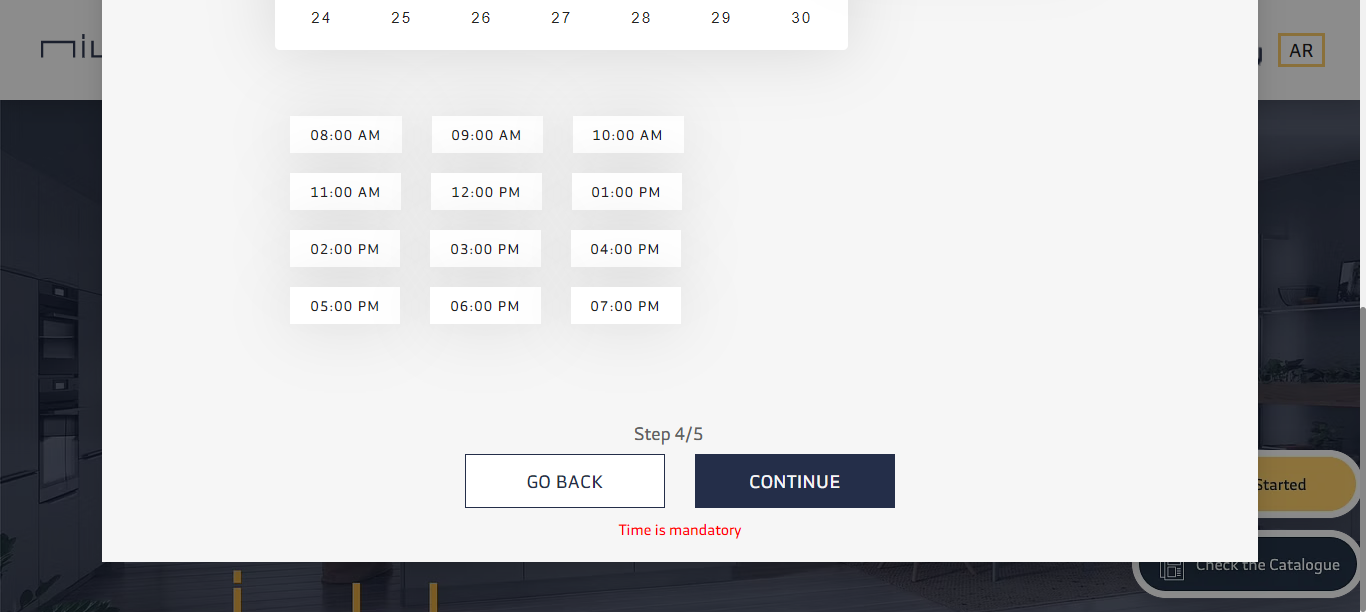 24 25 26 27 28 29 30
AR
08:00 AM 09:00 AM 10:00 AM
11:00 AM 12:00 PM 01:00 PM
02:00 PM 03:00 PM 04:00 PM
05:00 PM 06:00 PM 07:00 PM
Step 4/5
GO BACK CONTINUE
Started
Time is mandatory
Check the Catalogue